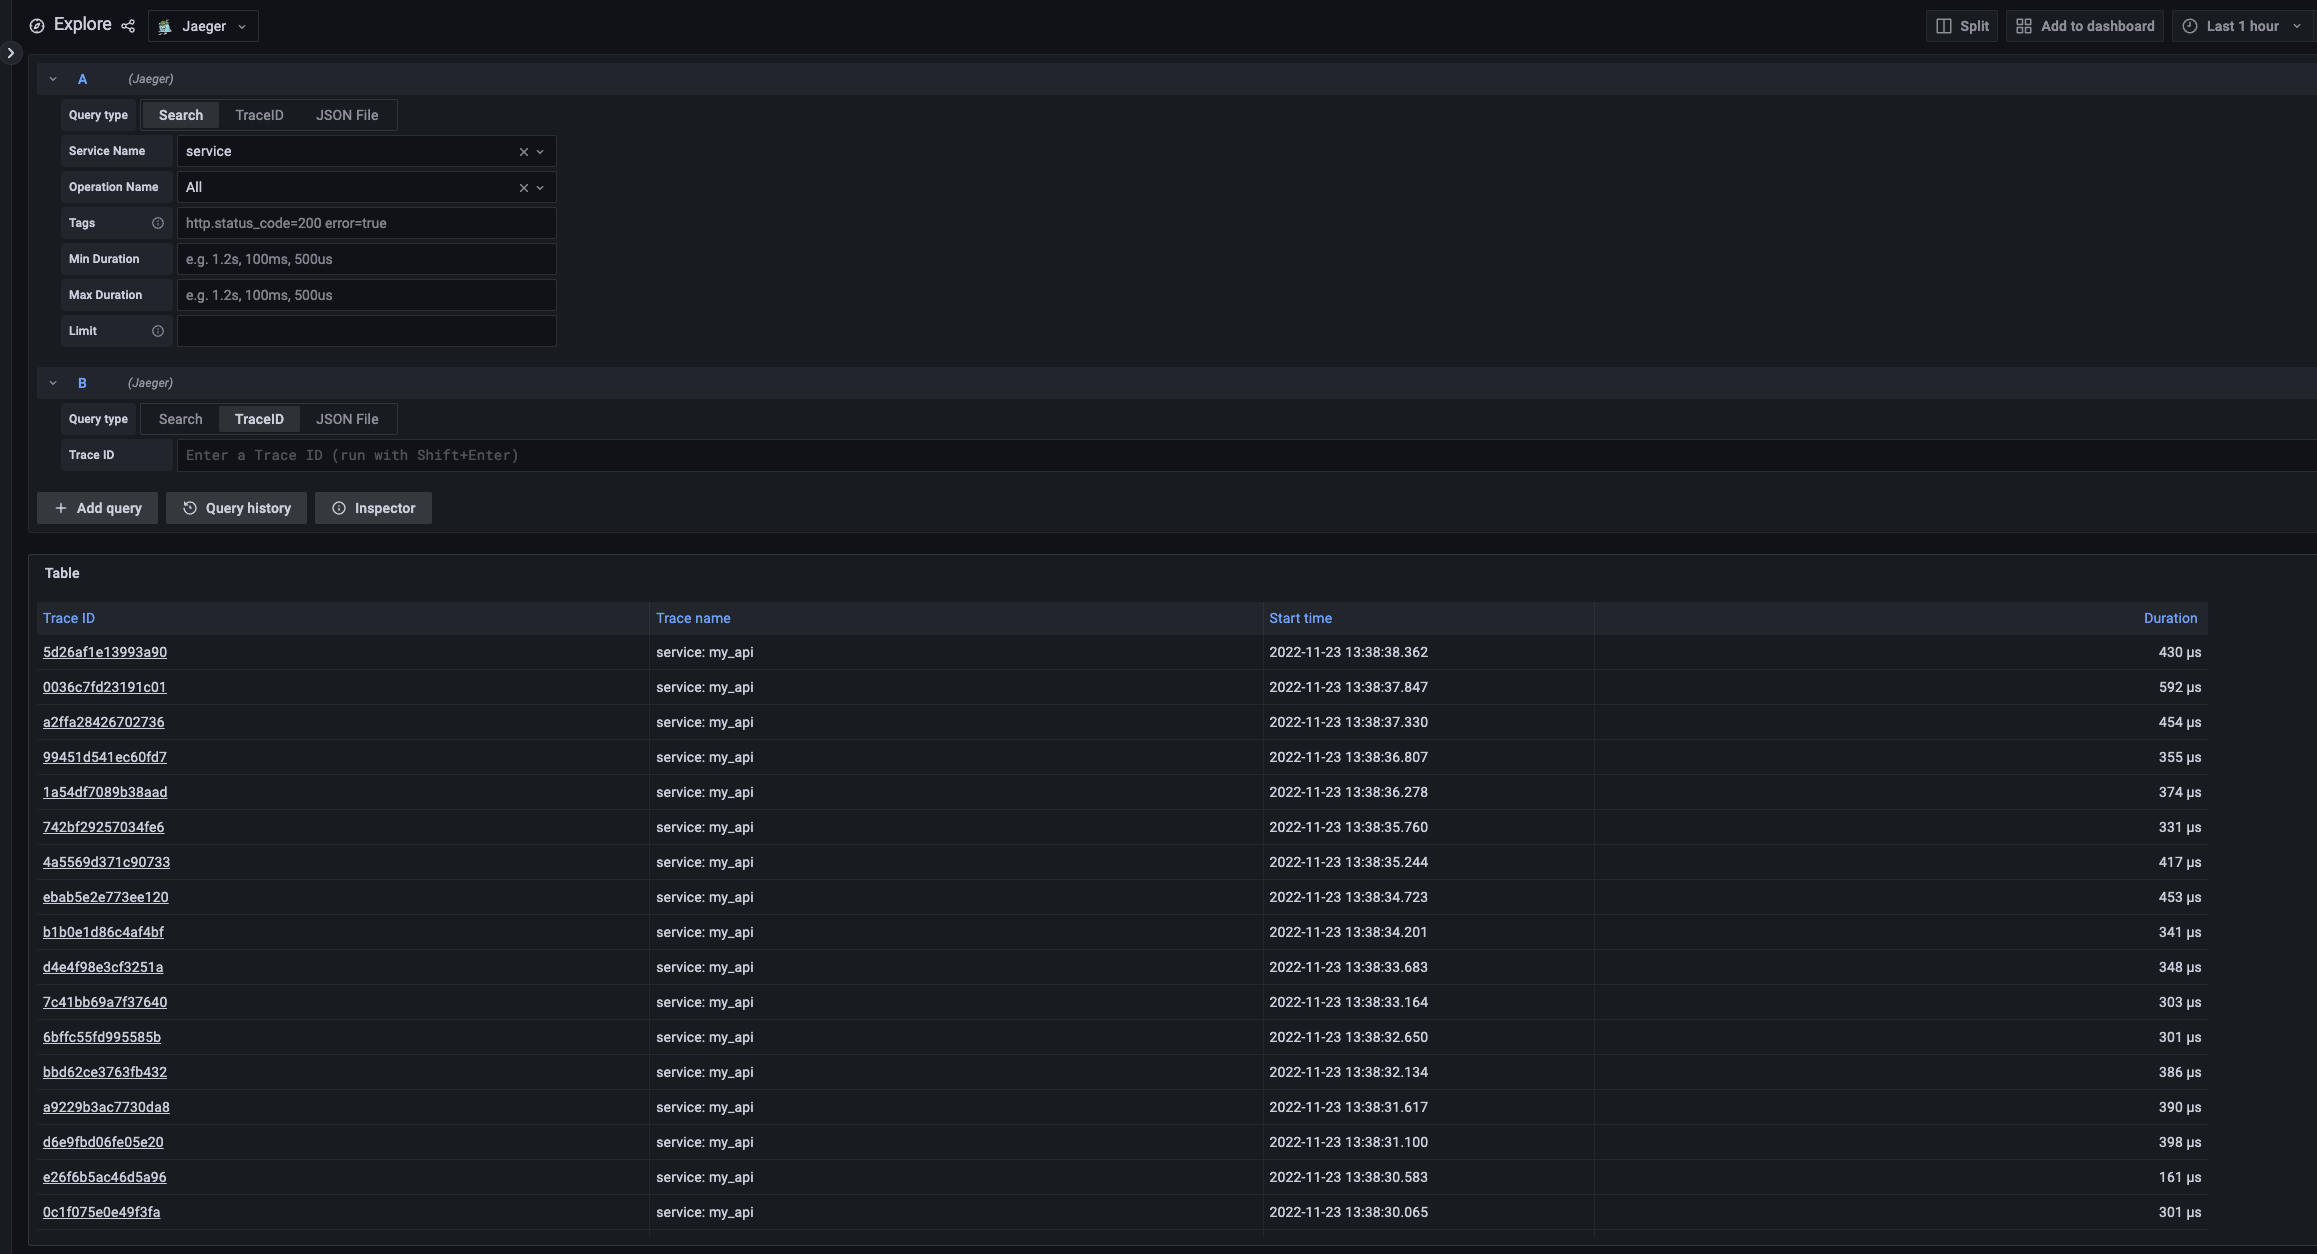 Explore Jaeger Split Add to dashboard Last 1 hour
A (Jaeger)
Query type Search TraceID JSON File
Service Name service
Operation Name All
Tags http.status_code=200 error=true
Min Duration e.g. 1.2s, 100ms, 500us
Max Duration e.g. 1.2s, 100ms, 500us
Limit
B (Jaeger)
Query type Search TraceID JSON File
Trace ID Enter a Trace ID (run with Shift+Enter)
+ Add query Query history Inspector
Table
Trace ID Trace name Start time Duration
5d26af1e13993a90 service: my_api 2022-11-23 13:38:38.362 430 µs
0036c7fd23191c01 service: my_api 2022-11-23 13:38:37.847 592 µs
a2ffa28426702736 service: my_api 2022-11-23 13:38:37.330 454 µs
99451d541ec60fd7 service: my_api 2022-11-23 13:38:36.807 355 µs
1a54df7089b38aad service: my_api 2022-11-23 13:38:36.278 374 µs
742bf29257034fe6 service: my_api 2022-11-23 13:38:35.760 331 µs
4a5569d371c90733 service: my_api 2022-11-23 13:38:35.244 417 µs
ebab5e2e773ee120 service: my_api 2022-11-23 13:38:34.723 453 µs
b1b0e1d86c4af4bf service: my_api 2022-11-23 13:38:34.201 341 µs
d4e4f98e3cf3251a service: my_api 2022-11-23 13:38:33.683 348 µs
7c41bb69a7f37640 service: my_api 2022-11-23 13:38:33.164 303 µs
6bffc55fd995585b service: my_api 2022-11-23 13:38:32.650 301 µs
bbd62ce3763fb432 service: my_api 2022-11-23 13:38:32.134 386 µs
a9229b3ac7730da8 service: my_api 2022-11-23 13:38:31.617 390 µs
d6e9fbd06fe05e20 service: my_api 2022-11-23 13:38:31.100 398 µs
e26f6b5ac46d5a96 service: my_api 2022-11-23 13:38:30.583 161 µs
0c1f075e0e49f3fa service: my_api 2022-11-23 13:38:30.065 301 µs